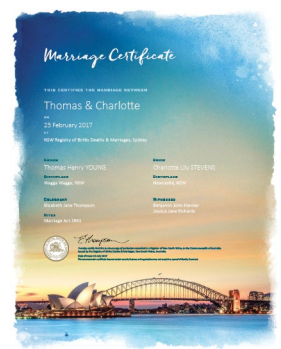 Marriage Certificate
THIS CERTIFIES THE MARRIAGE BETWEEN
Thomas & Charlotte
ON
25 February 2017
AT
NSW Registry of Births Deaths & Marriages, Sydney
GROOM BRIDE
Thomas Henry YOUNG Charlotte Lily STEVENS
BIRTHPLACE BIRTHPLACE
Wagga Wagga, NSW Newcastle, NSW
CELEBRANT WITNESSES
Elizabeth Jane Thompson Benjamin John Harmer
Jessica Jane Richards
RITES
Marriage Act 1961
EThompson